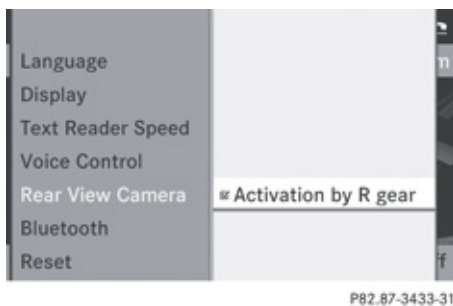 Language
Display
Text Reader Speed
Voice Control
Rear View Camera
Activation by R gear
Bluetooth
Reset
P82.87-3433-31